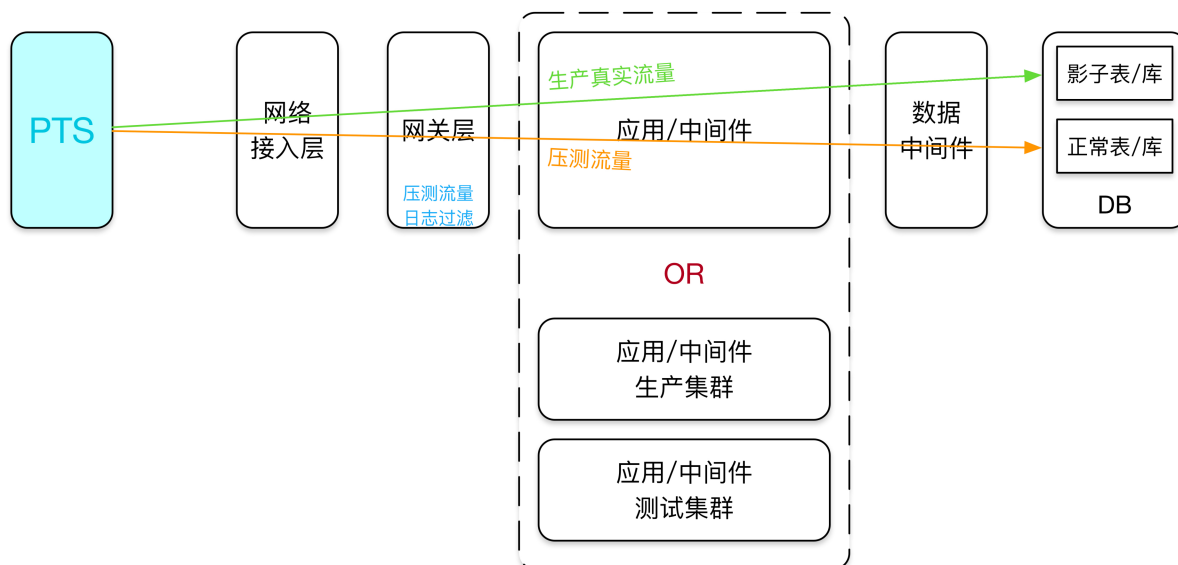 PTS
网络
接入层
网关层
压测流量
日志过滤
生产真实流量
应用/中间件
压测流量
OR
应用/中间件
生产集群
应用/中间件
测试集群
数据
中间件
影子表/库
正常表/库
DB